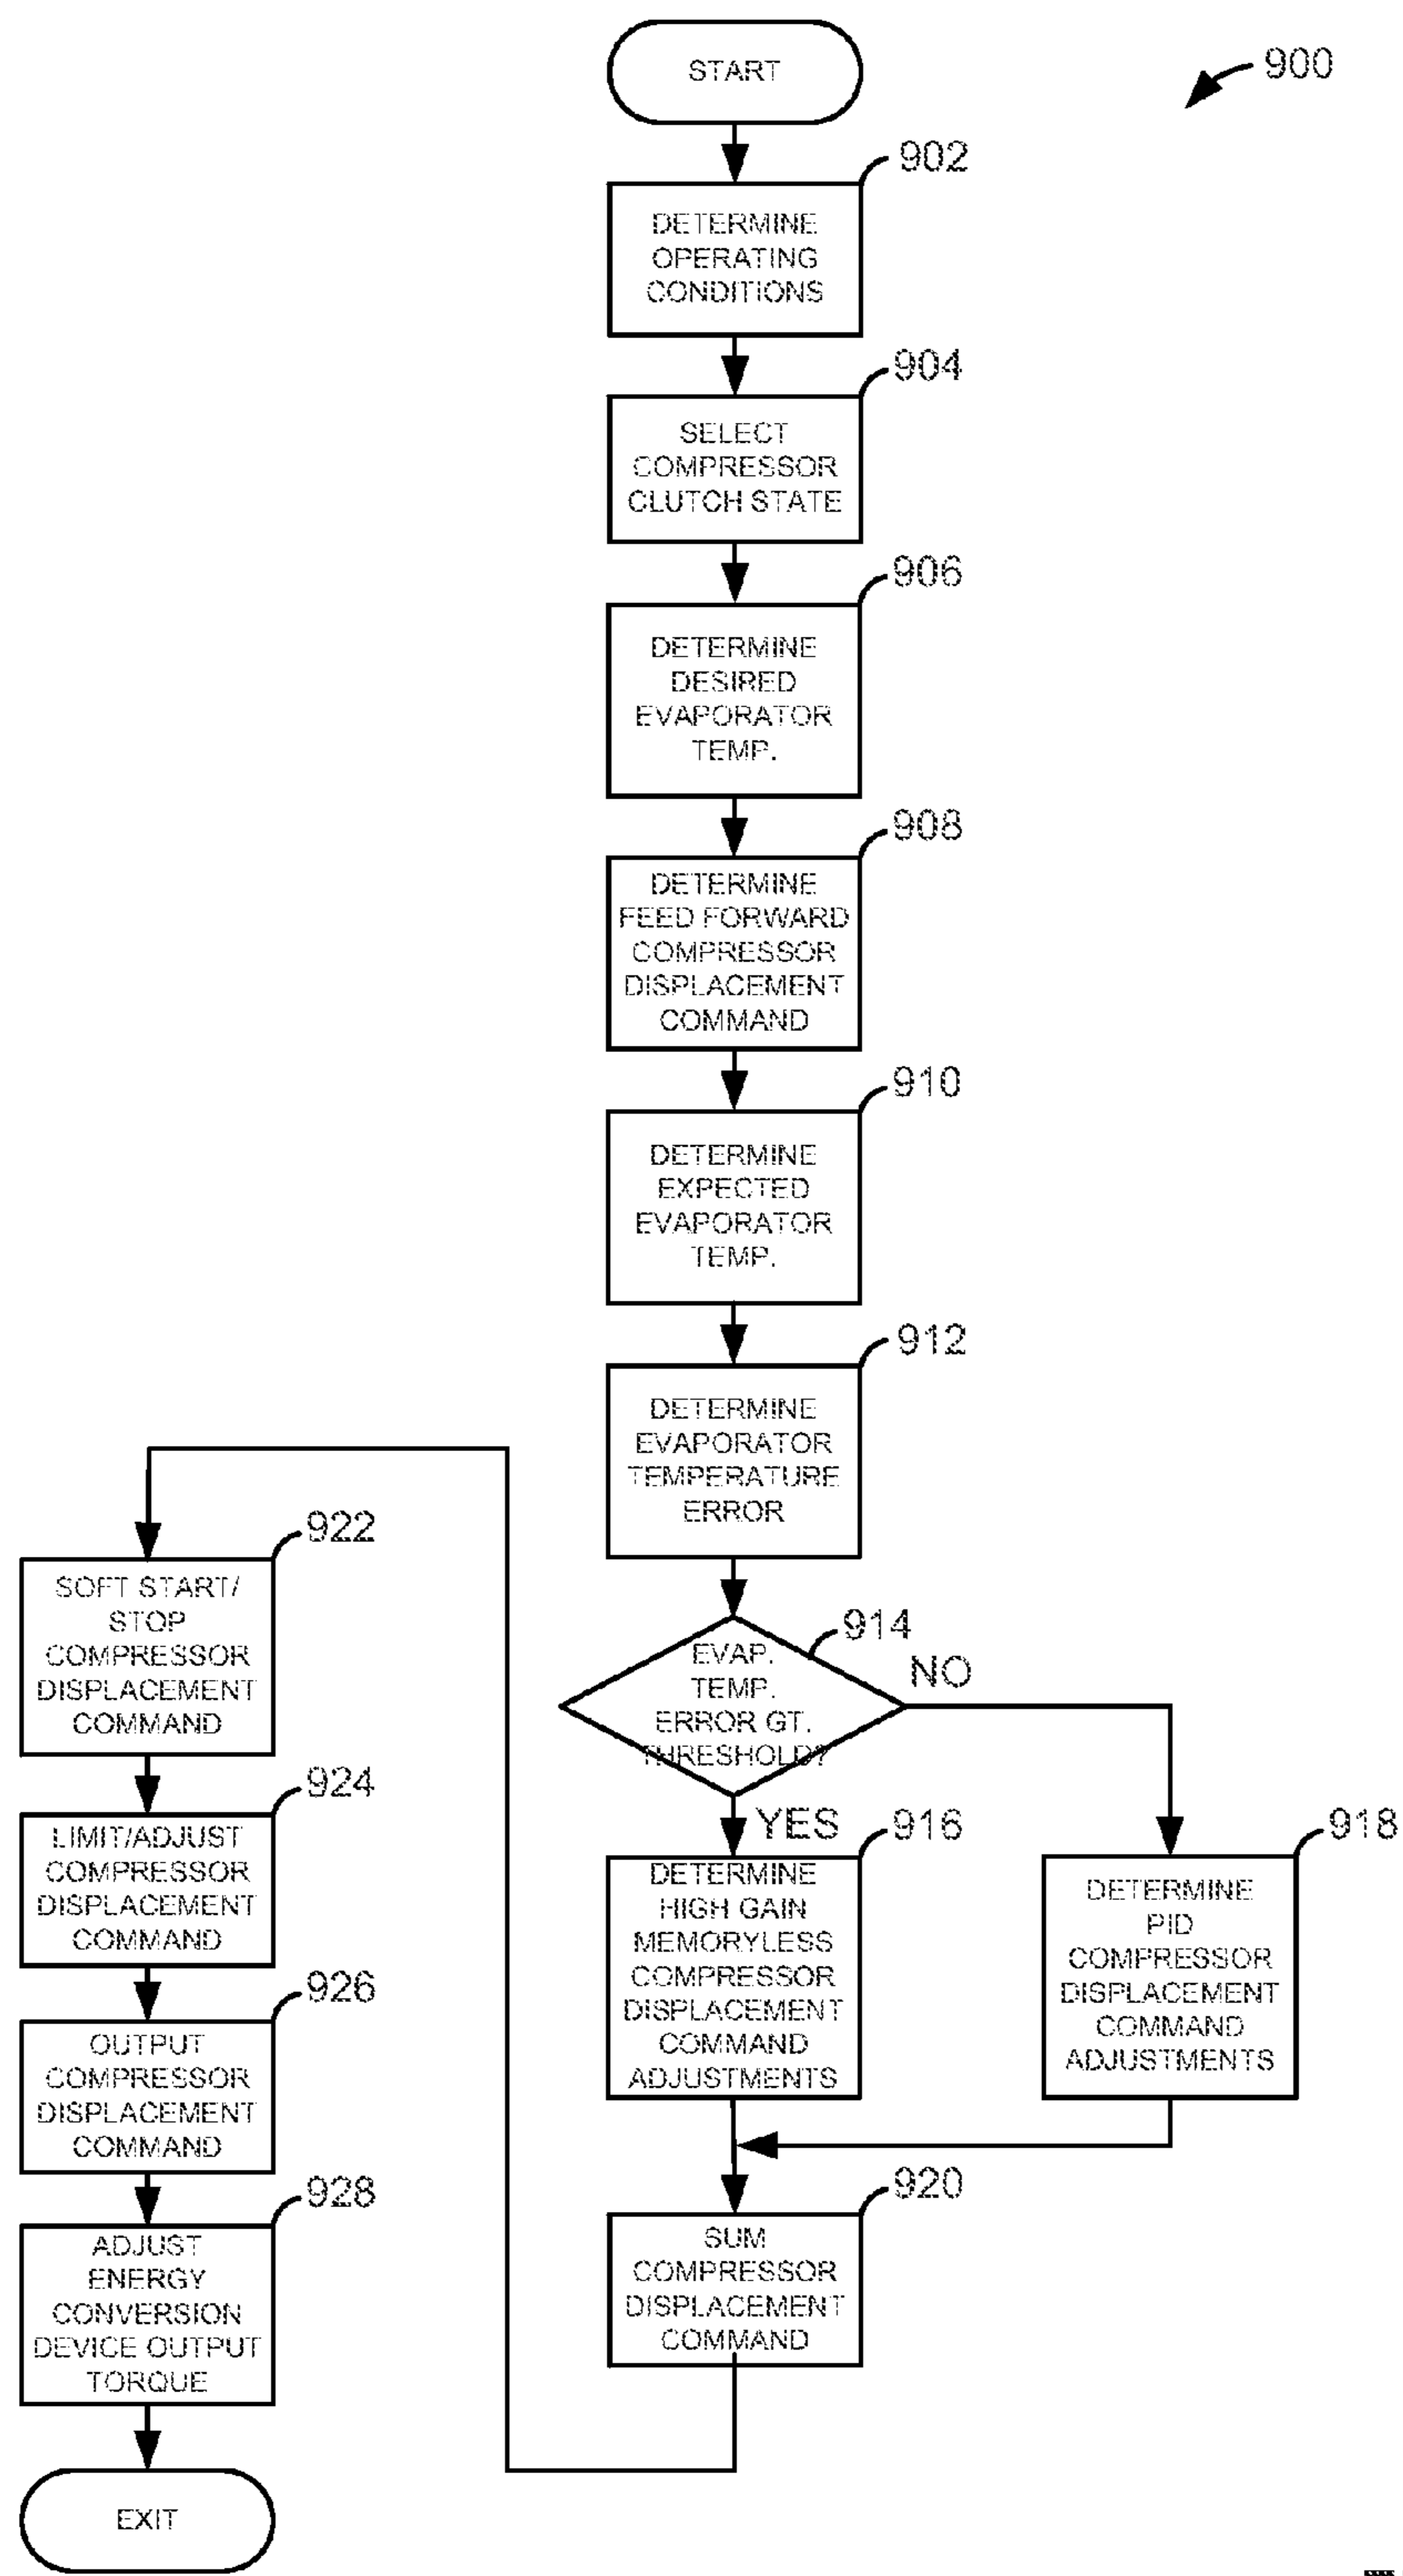 START
900
902
DETERMINE
OPERATING
CONDITIONS
904
SELECT
COMPRESSOR
CLUTCH STATE
906
DETERMINE
DESIRED
EVAPORATOR
TEMP.
908
DETERMINE
FEED FORWARD
COMPRESSOR
DISPLACEMENT
COMMAND
910
DETERMINE
EXPECTED
EVAPORATOR
TEMP.
912
DETERMINE
EVAPORATOR
TEMPERATURE
ERROR
914
EVAP.
TEMP.
ERROR GT.
THRESHOLD?
NO
YES
916
DETERMINE
HIGH GAIN
MEMORYLESS
COMPRESSOR
DISPLACEMENT
COMMAND
ADJUSTMENTS
918
DETERMINE
PID
COMPRESSOR
DISPLACEMENT
COMMAND
ADJUSTMENTS
920
SUM
COMPRESSOR
DISPLACEMENT
COMMAND
922
SOFT START/
STOP
COMPRESSOR
DISPLACEMENT
COMMAND
924
LIMIT/ADJUST
COMPRESSOR
DISPLACEMENT
COMMAND
926
OUTPUT
COMPRESSOR
DISPLACEMENT
COMMAND
928
ADJUST
ENERGY
CONVERSION
DEVICE OUTPUT
TORQUE
EXIT